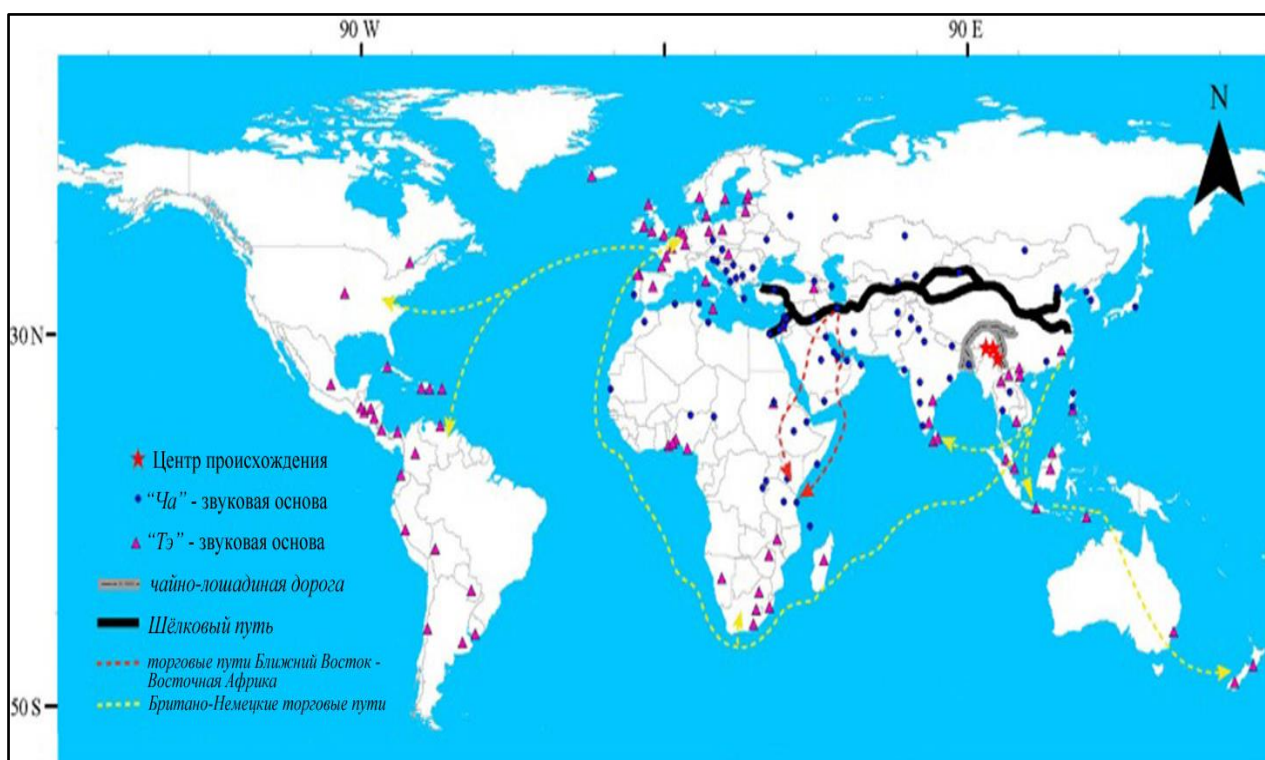 90 W
90 E
N
30 N
50 S
Центр происхождения
“Ча” - звуковая основа
“Тэ” - звуковая основа
чайно-лошадиная дорога
Шёлковый путь
торговые пути Ближний Восток -
Восточная Африка
Британо-Немецкие торговые пути